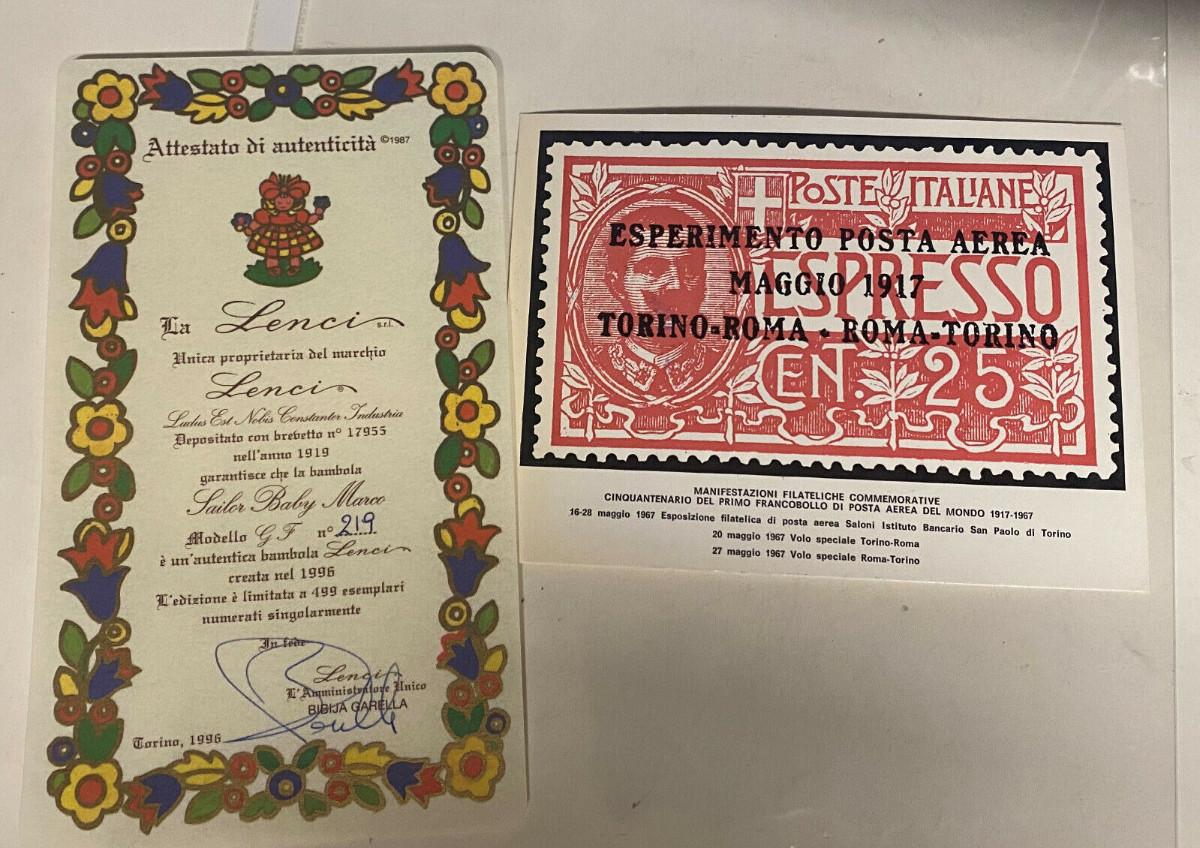 Attestato di autenticità ©1987
La Lenci s.r.l.
Unica proprietaria del marchio
Lenci ®
Ludus Est Nobis Constanter Industria
Depositato con brevetto n° 17955
nell'anno 1919
garantisce che la bambola
Sailor Baby Marco
Modello G F n° 219
è un'autentica bambola Lenci
creata nel 1996
L'edizione è limitata a 499 esemplari
numerati singolarmente
In fede
Lenci
L'Amministratore Unico
BIBIJA GARELLA
Torino, 1996
POSTE ITALIANE
ESPERIMENTO POSTA AEREA
ESPRESSO
MAGGIO 1917
TORINO-ROMA - ROMA-TORINO
CEN. 25
MANIFESTAZIONI FILATELICHE COMMEMORATIVE
CINQUANTENARIO DEL PRIMO FRANCOBOLLO DI POSTA AEREA DEL MONDO 1917-1967
16-28 maggio 1967 Esposizione filatelica di posta aerea Saloni Istituto Bancario San Paolo di Torino
20 maggio 1967 Volo speciale Torino-Roma
27 maggio 1967 Volo speciale Roma-Torino